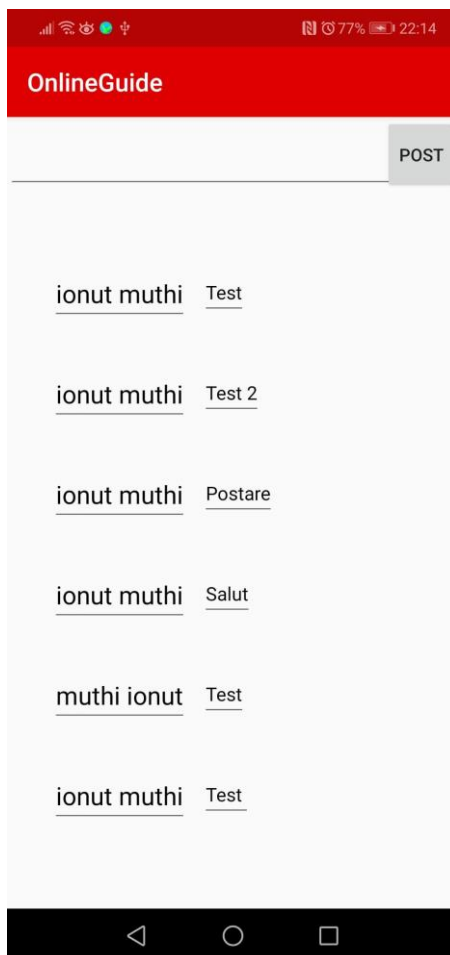 77% 22:14
OnlineGuide
POST
ionut muthi Test
ionut muthi Test 2
ionut muthi Postare
ionut muthi Salut
muthi ionut Test
ionut muthi Test